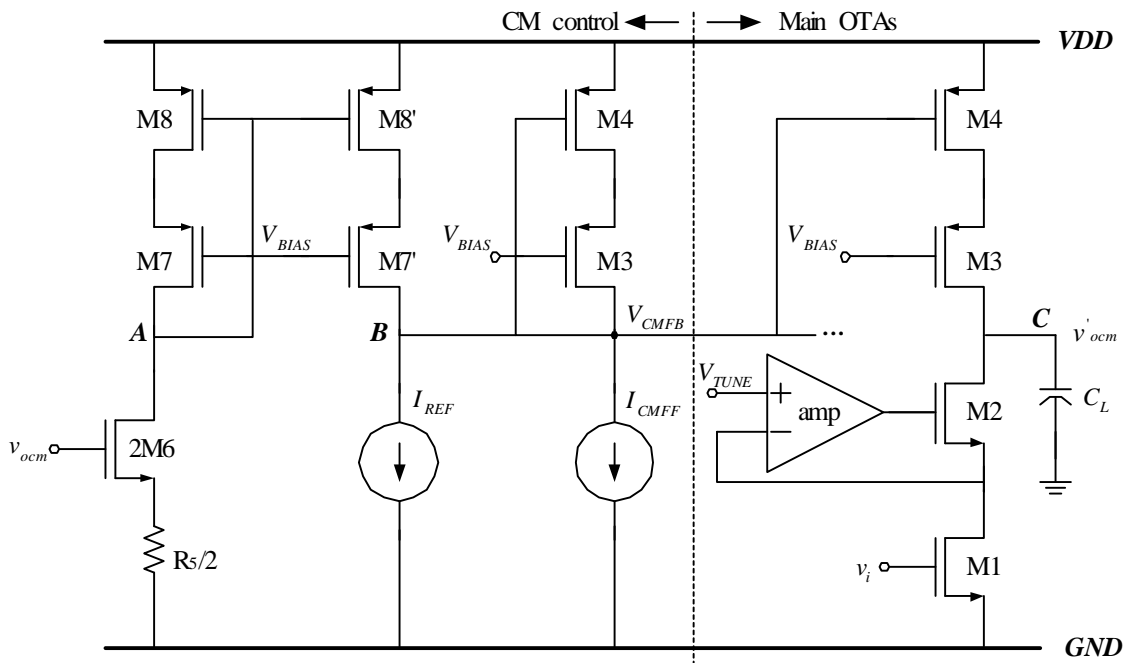 CM control Main OTAs
VDD
M8 M8' M4 M4
V_BIAS V_BIAS V_BIAS
M7 M7' M3 M3
A B V_CMFB ... C v'_ocm
V_TUNE
+
amp
−
M2 C_L
I_REF I_CMFF
v_ocm 2M6
R5/2
v_i M1
GND